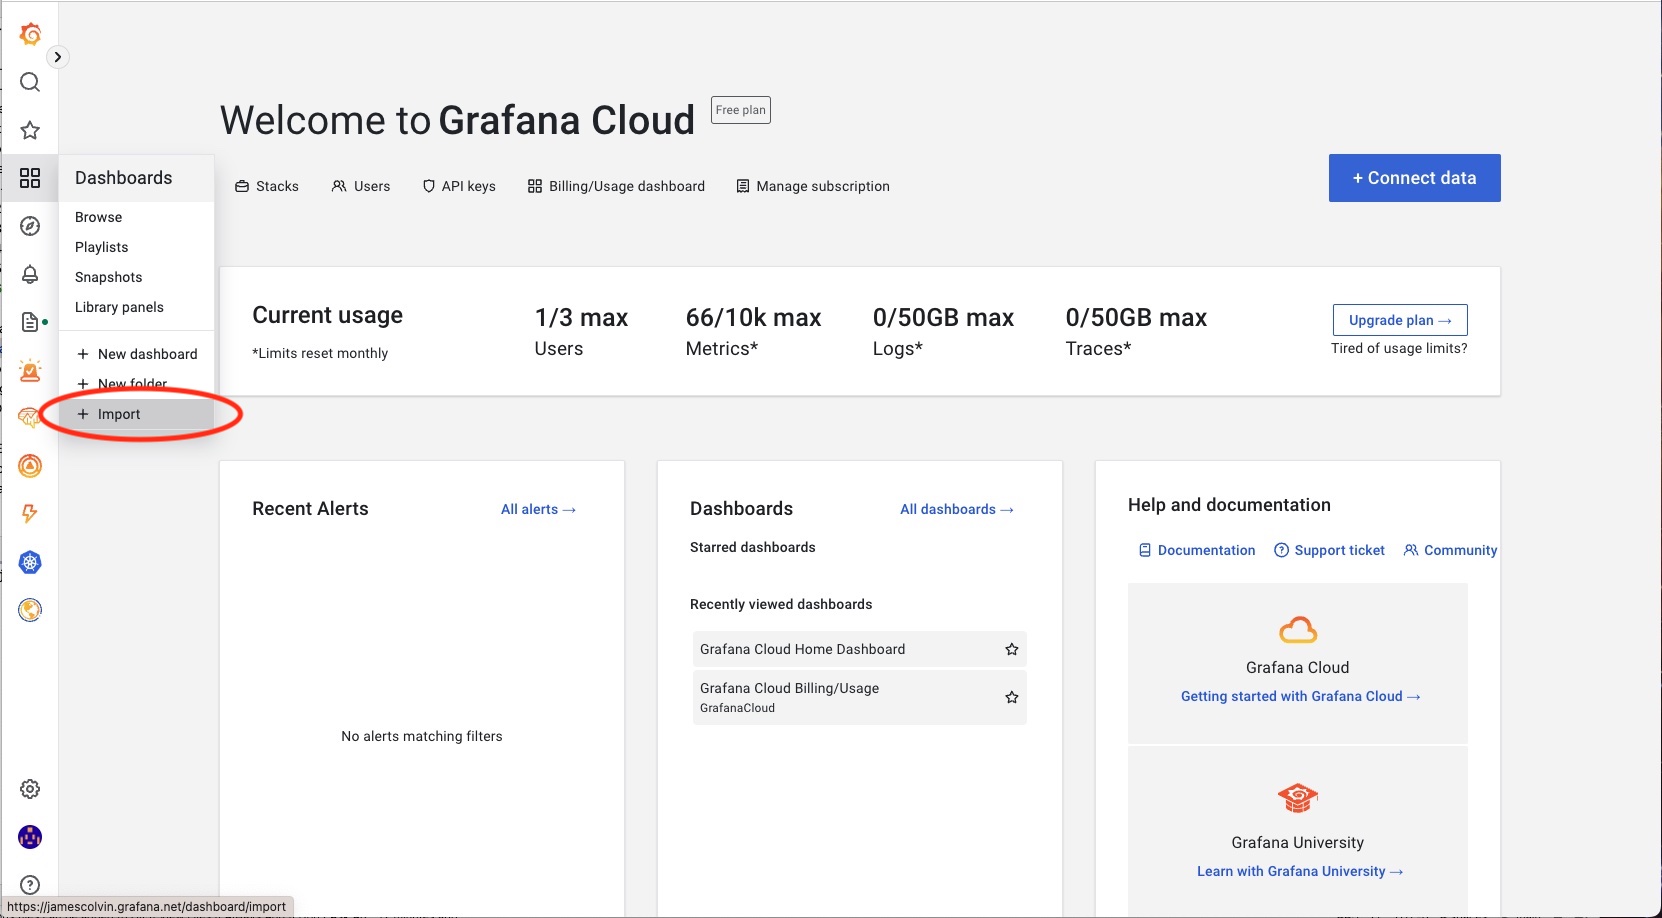 Welcome to Grafana Cloud
Free plan
Dashboards
Browse
Playlists
Snapshots
Library panels
+ New dashboard
+ New folder
+ Import
Stacks
Users
API keys
Billing/Usage dashboard
Manage subscription
+ Connect data
Current usage
*Limits reset monthly
1/3 max
Users
66/10k max
Metrics*
0/50GB max
Logs*
0/50GB max
Traces*
Upgrade plan →
Tired of usage limits?
Recent Alerts
All alerts →
No alerts matching filters
Dashboards
All dashboards →
Starred dashboards
Recently viewed dashboards
Grafana Cloud Home Dashboard
Grafana Cloud Billing/Usage
GrafanaCloud
Help and documentation
Documentation
Support ticket
Community
Grafana Cloud
Getting started with Grafana Cloud →
Grafana University
Learn with Grafana University →
https://jamescolvin.grafana.net/dashboard/import